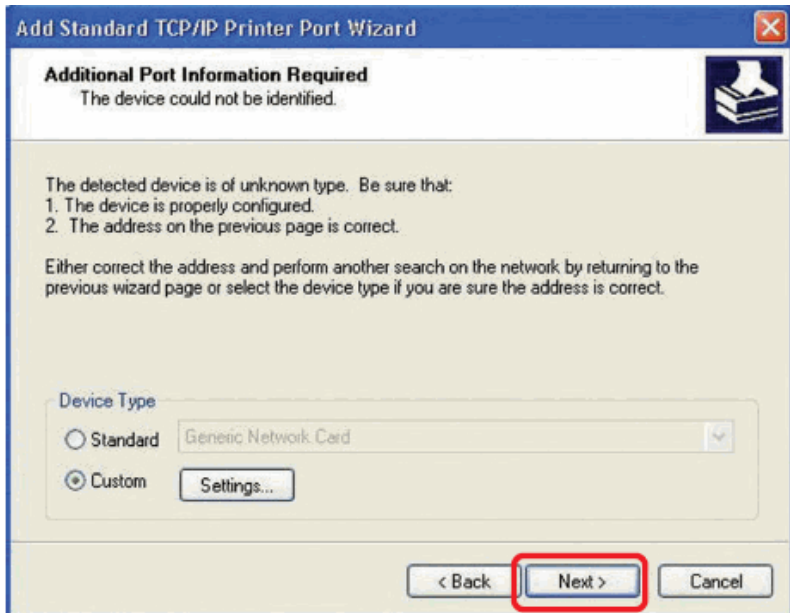 Add Standard TCP/IP Printer Port Wizard
Additional Port Information Required
The device could not be identified.
The detected device is of unknown type. Be sure that:
1. The device is properly configured.
2. The address on the previous page is correct.
Either correct the address and perform another search on the network by returning to the
previous wizard page or select the device type if you are sure the address is correct.
Device Type
Standard
Generic Network Card
Custom
Settings...
< Back
Next >
Cancel